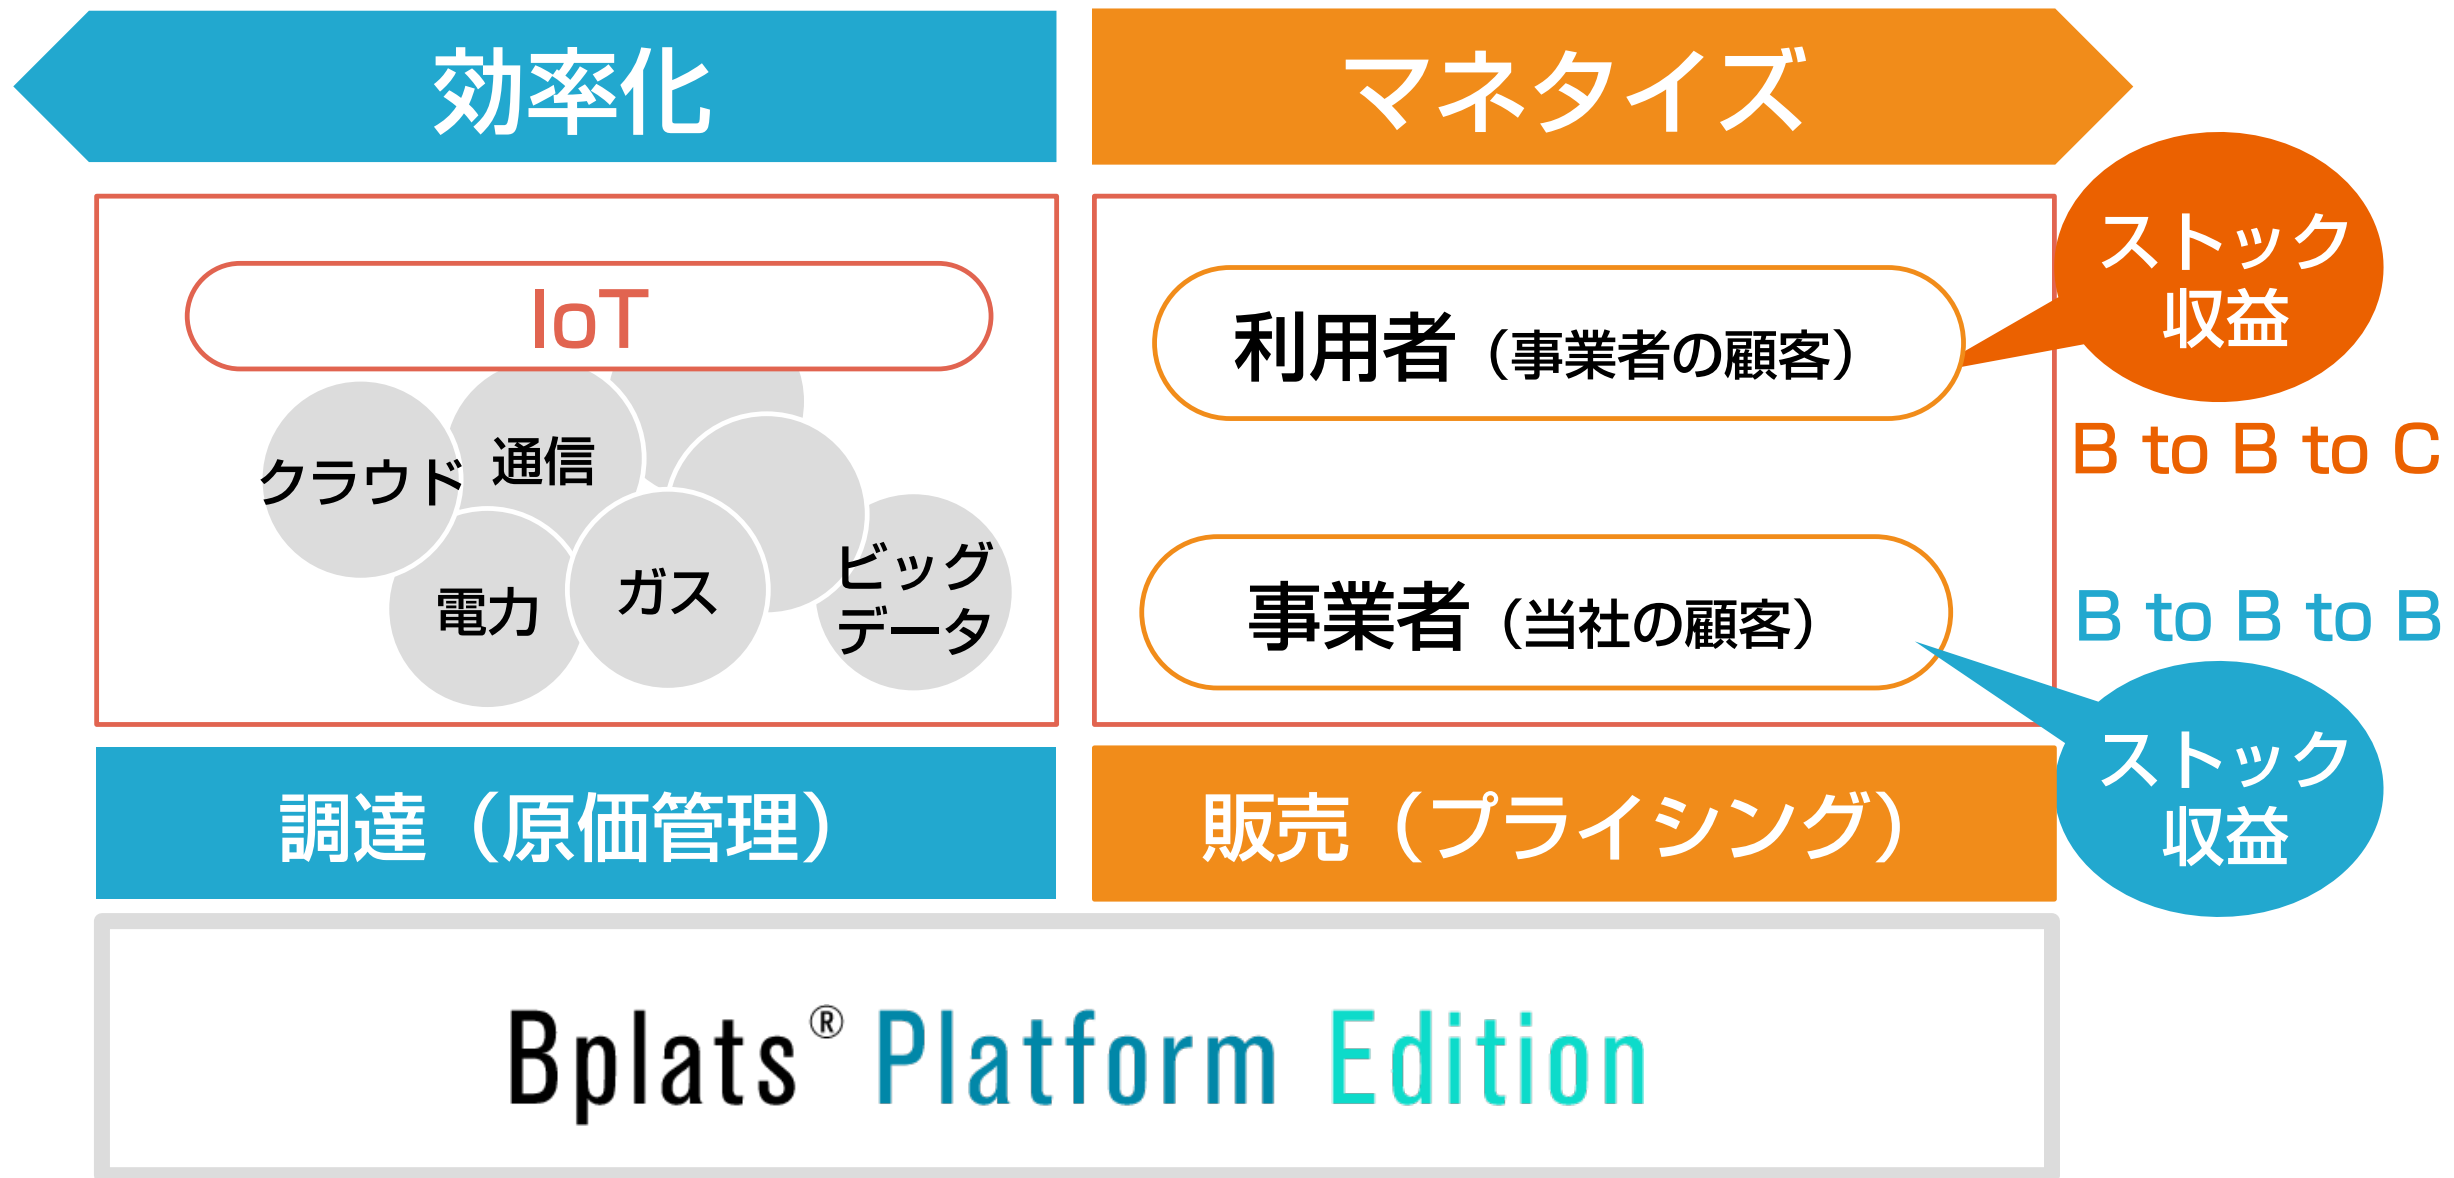 効率化
マネタイズ
IoT
クラウド
通信
電力
ガス
ビッグ
データ
利用者（事業者の顧客）
事業者（当社の顧客）
ストック
収益
B to B to C
B to B to B
ストック
収益
調達（原価管理）
販売（プライシング）
Bplats® Platform Edition